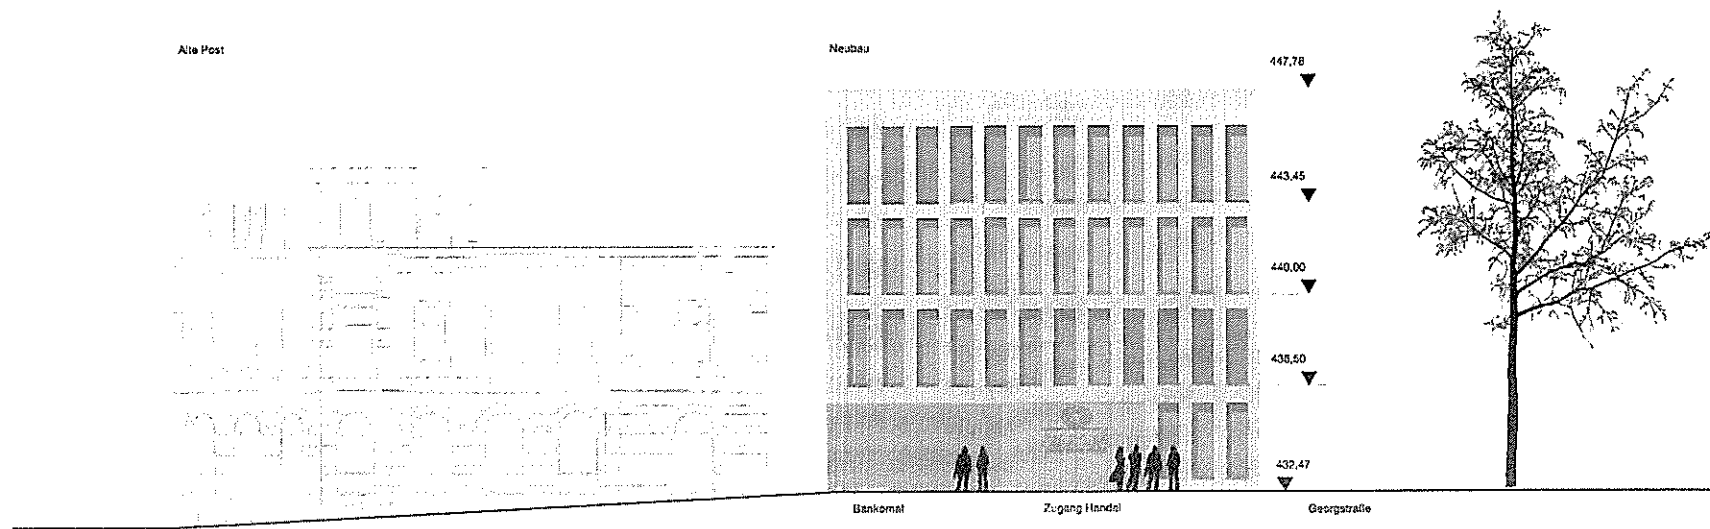 Alte Post
Neubau
447,78
443,45
440,00
436,50
432,47
Bankomat
Zugang Handel
Georgstraße